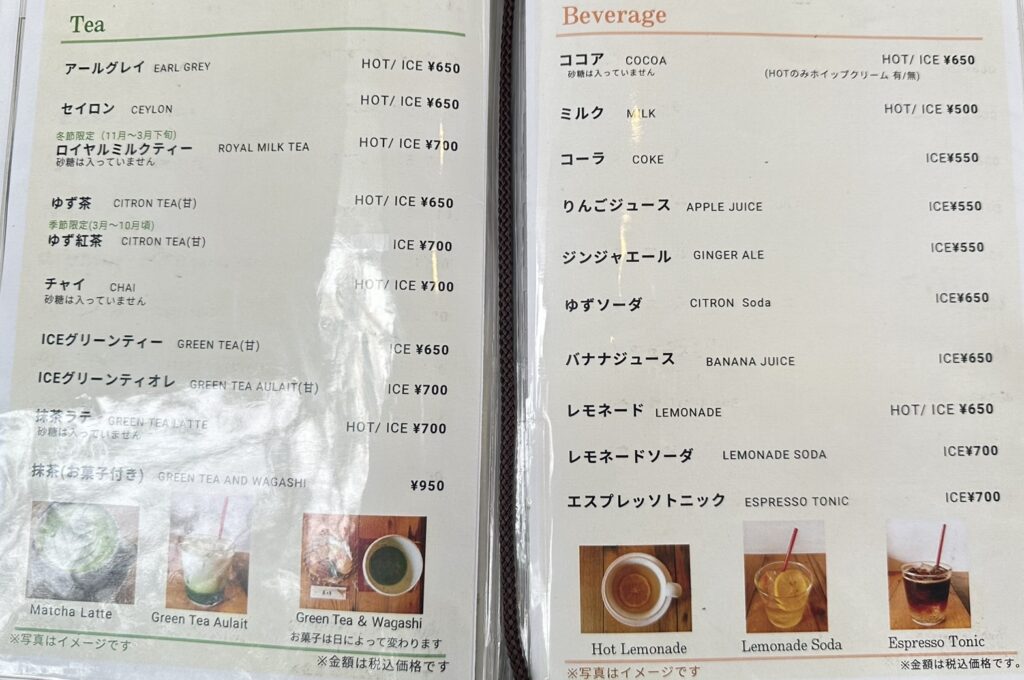 Tea
アールグレイ EARL GREY HOT/ ICE ¥650
セイロン CEYLON HOT/ ICE ¥650
冬節限定（11月～3月下旬）
ロイヤルミルクティー ROYAL MILK TEA HOT/ ICE ¥700
砂糖は入っていません
ゆず茶 CITRON TEA(甘) HOT/ ICE ¥650
季節限定(3月～10月頃)
ゆず紅茶 CITRON TEA(甘) ICE ¥700
チャイ CHAI HOT/ ICE ¥700
砂糖は入っていません
ICEグリーンティー GREEN TEA(甘) ICE ¥650
ICEグリーンティオレ GREEN TEA AULAIT(甘) ICE ¥700
抹茶ラテ GREEN TEA LATTE HOT/ ICE ¥700
砂糖は入っていません
抹茶(お菓子付き) GREEN TEA AND WAGASHI ¥950
Matcha Latte
Green Tea Aulait
Green Tea & Wagashi
お菓子は日によって変わります
※写真はイメージです
※金額は税込価格です
Beverage
ココア COCOA HOT/ ICE ¥650
砂糖は入っていません (HOTのみホイップクリーム 有/無)
ミルク MILK HOT/ ICE ¥500
コーラ COKE ICE¥550
りんごジュース APPLE JUICE ICE¥550
ジンジャエール GINGER ALE ICE¥550
ゆずソーダ CITRON Soda ICE¥650
バナナジュース BANANA JUICE ICE¥650
レモネード LEMONADE HOT/ ICE ¥650
レモネードソーダ LEMONADE SODA ICE¥700
エスプレッソトニック ESPRESSO TONIC ICE¥700
Hot Lemonade
Lemonade Soda
Espresso Tonic
※写真はイメージです
※金額は税込価格です。